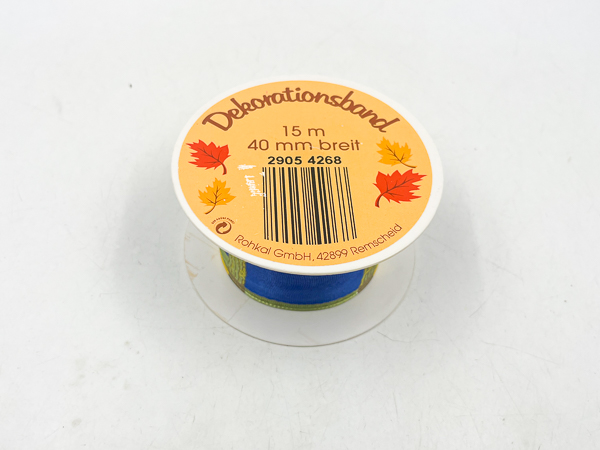 Dekorationsband
15 m
40 mm breit
2905 4268
Rohkal GmbH, 42899 Remscheid